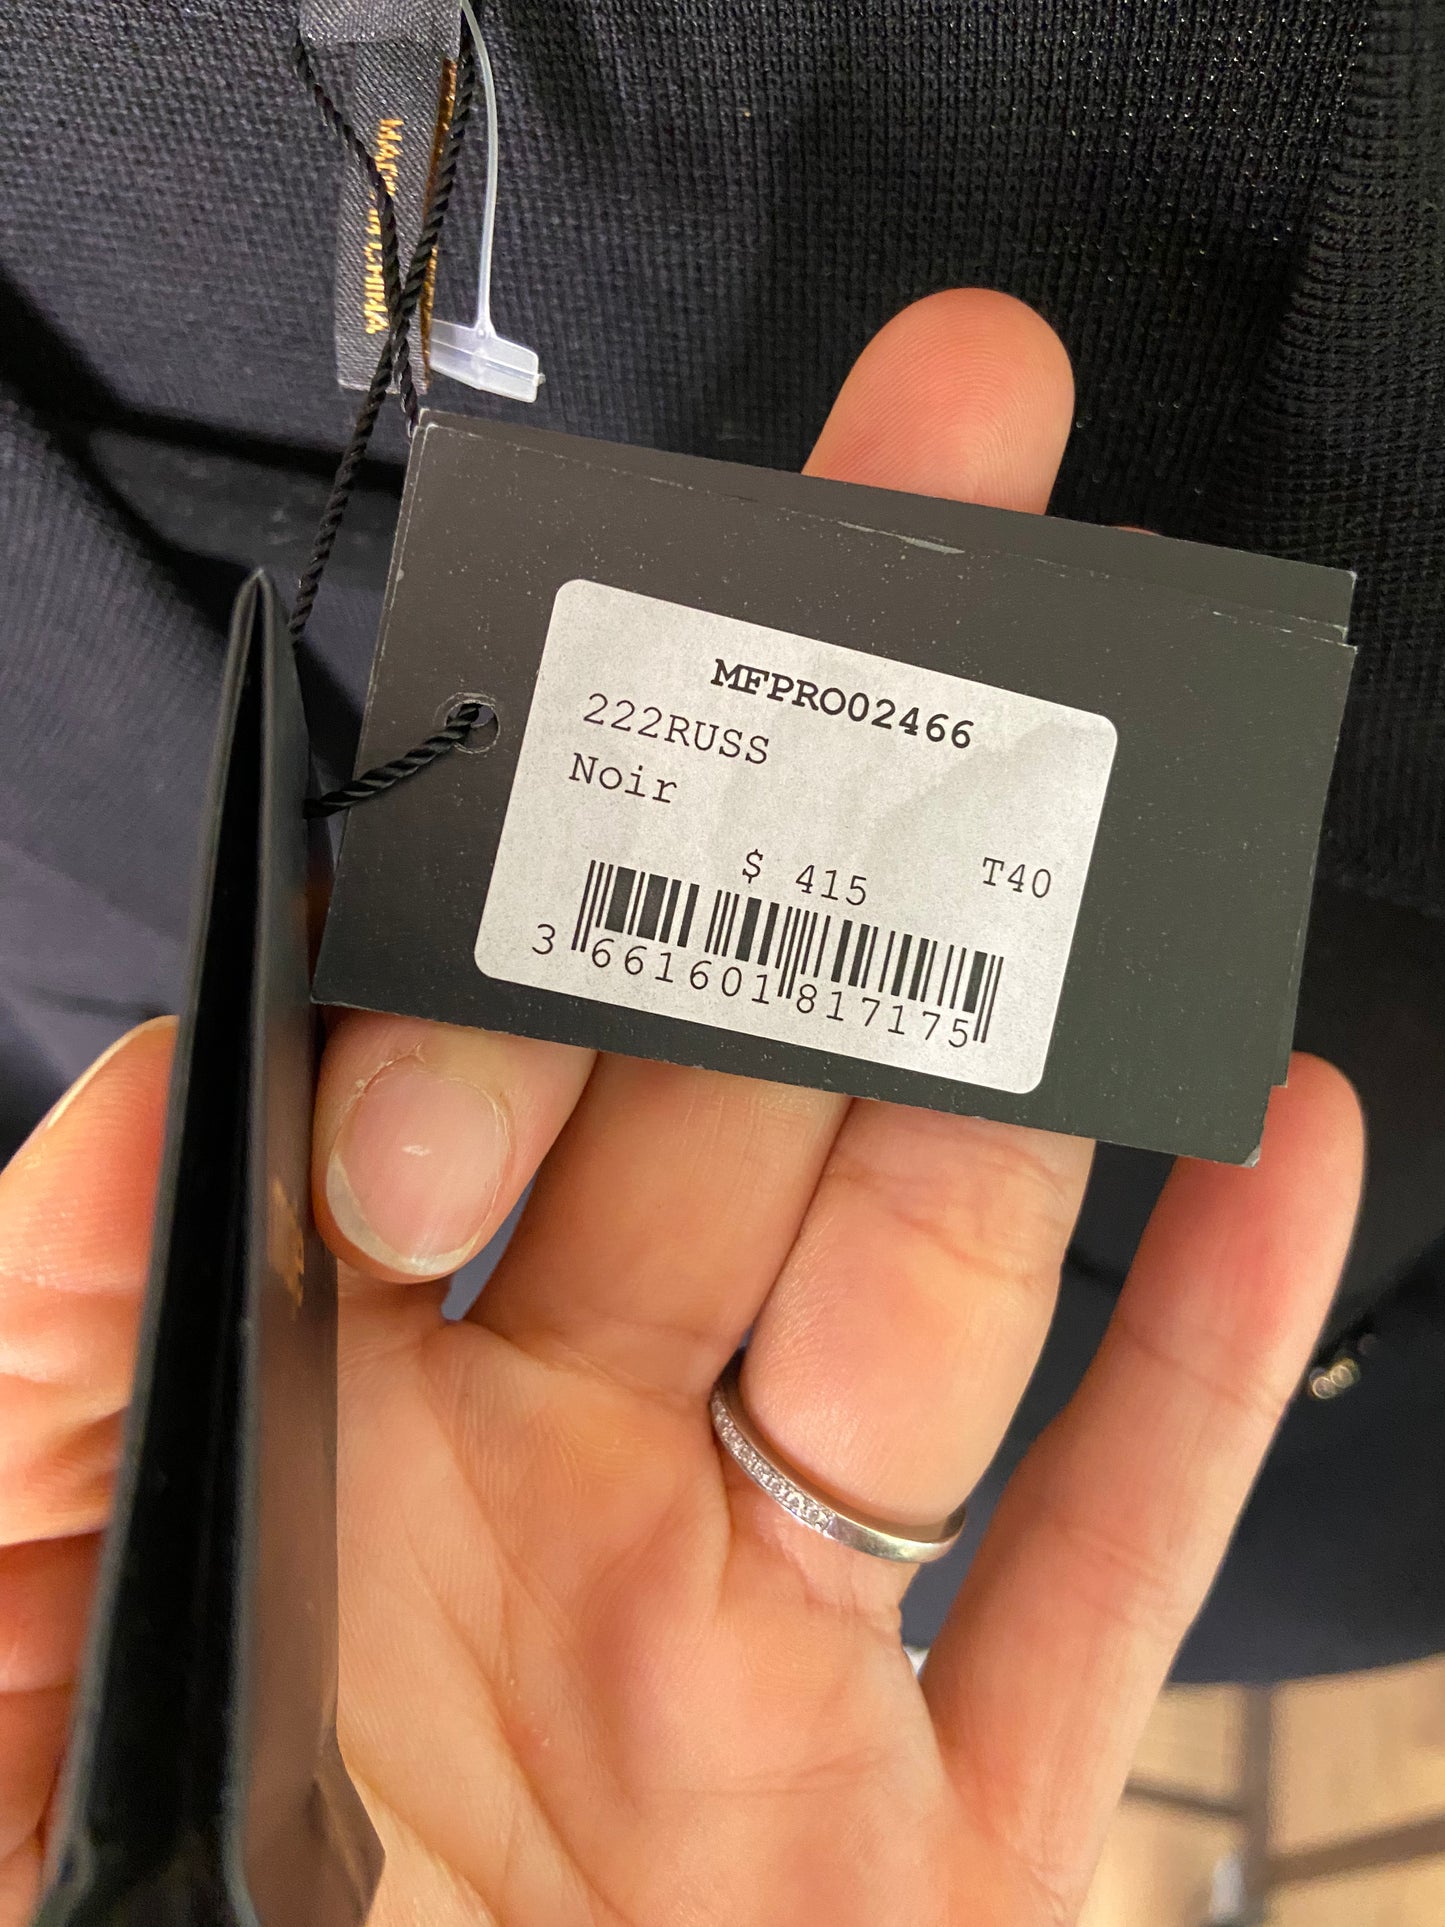 MFPRO02466
222RUSS
Noir
$ 415
T40
3 661601 817175